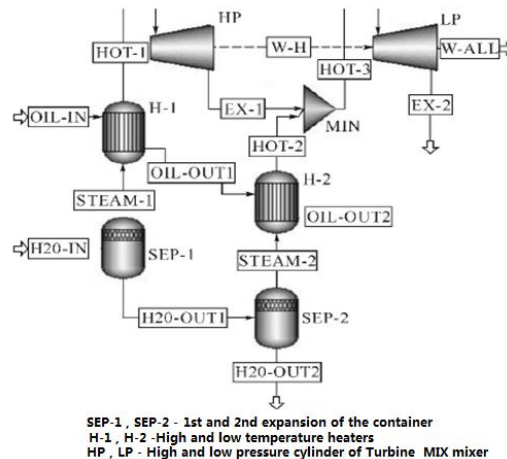 HP
LP
HOT-1
W-H
W-ALL
HOT-3
H-1
EX-1
EX-2
OIL-IN
MIN
HOT-2
OIL-OUT1
H-2
STEAM-1
OIL-OUT2
H20-IN
SEP-1
STEAM-2
H20-OUT1
SEP-2
H20-OUT2
SEP-1 , SEP-2 - 1st and 2nd expansion of the container
H-1 , H-2 -High and low temperature heaters
HP , LP - High and low pressure cylinder of Turbine MIX mixer